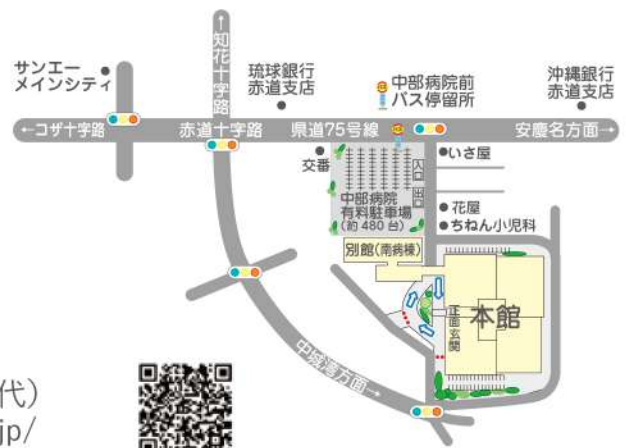 ←知花十字路
サンエー
メインシティ
琉球銀行
赤道支店
中部病院前
バス停留所
沖縄銀行
赤道支店
←コザ十字路
赤道十字路
県道75号線
安慶名方面→
交番
入口
いさ屋
中部病院
有料駐車場
(約480台)
出口
花屋
ちねん小児科
別館(南病棟)
正面玄関
本館
中城湾方面→
代)
jp/